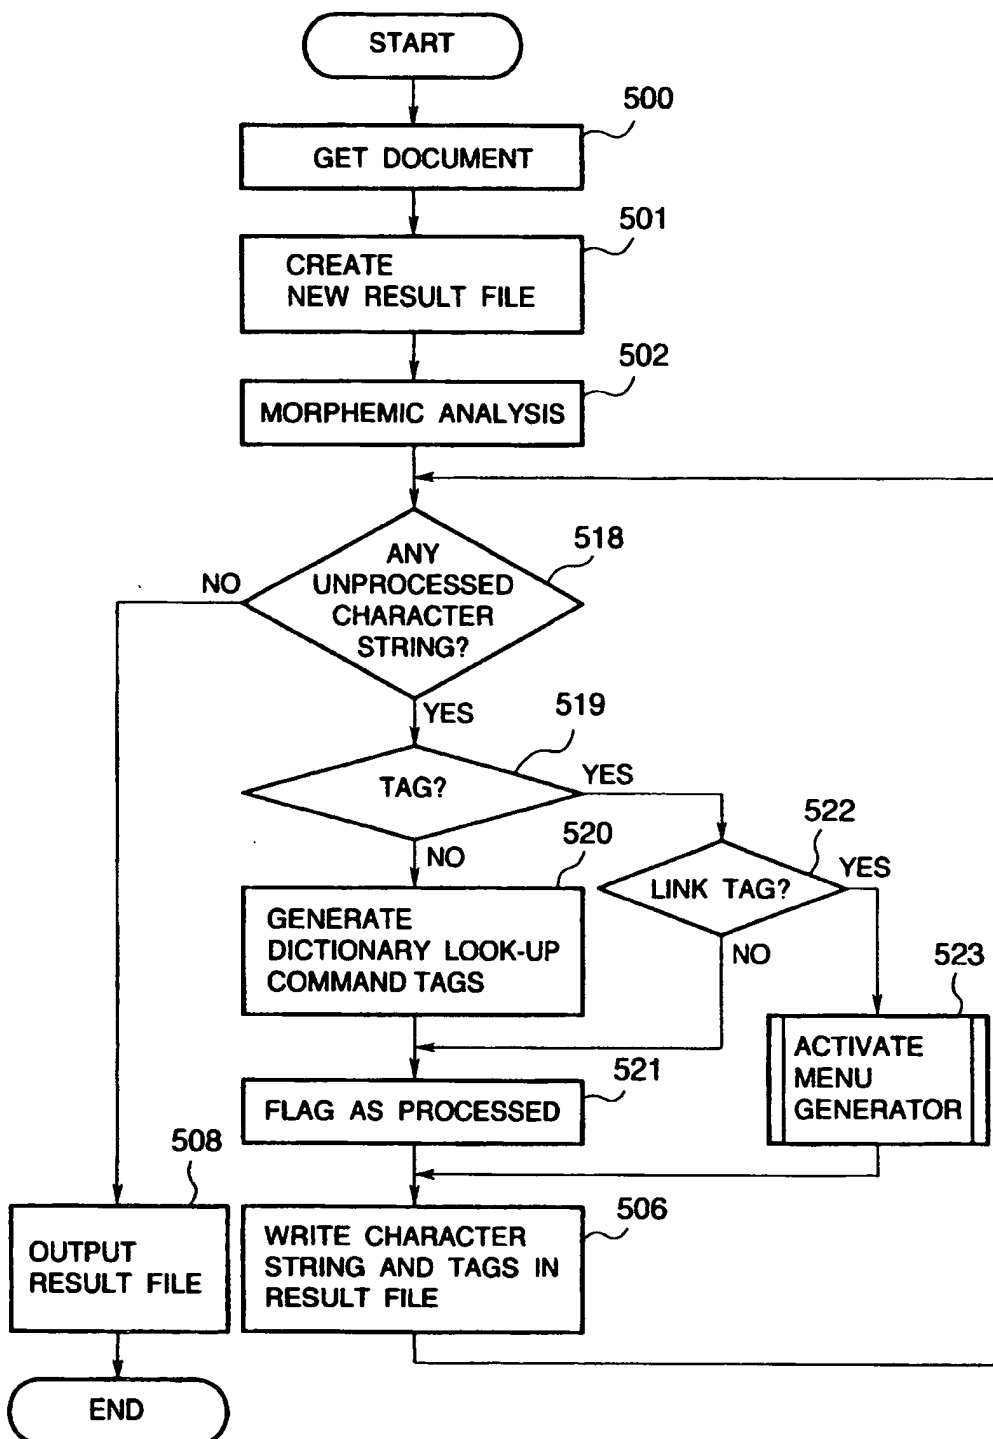 START
500
GET DOCUMENT
501
CREATE
NEW RESULT FILE
502
MORPHEMIC ANALYSIS
518
ANY
UNPROCESSED
CHARACTER
STRING?
NO
YES
519
TAG?
YES
NO
520
522
LINK TAG?
YES
NO
GENERATE
DICTIONARY LOOK-UP
COMMAND TAGS
523
ACTIVATE
MENU
GENERATOR
521
FLAG AS PROCESSED
508
OUTPUT
RESULT FILE
506
WRITE CHARACTER
STRING AND TAGS IN
RESULT FILE
END